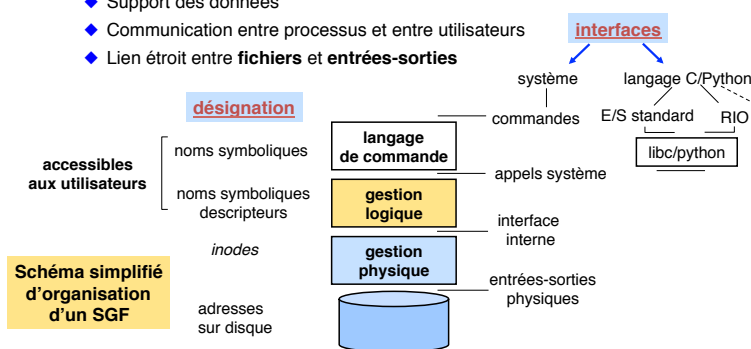 Support des données
Communication entre processus et entre utilisateurs
Lien étroit entre fichiers et entrées-sorties
interfaces
système
langage C/Python
désignation
commandes
E/S standard
RIO
libc/python
accessibles
aux utilisateurs
noms symboliques
langage
de commande
appels système
noms symboliques
descripteurs
gestion
logique
interface
interne
inodes
gestion
physique
entrées-sorties
physiques
Schéma simplifié
d'organisation
d'un SGF
adresses
sur disque